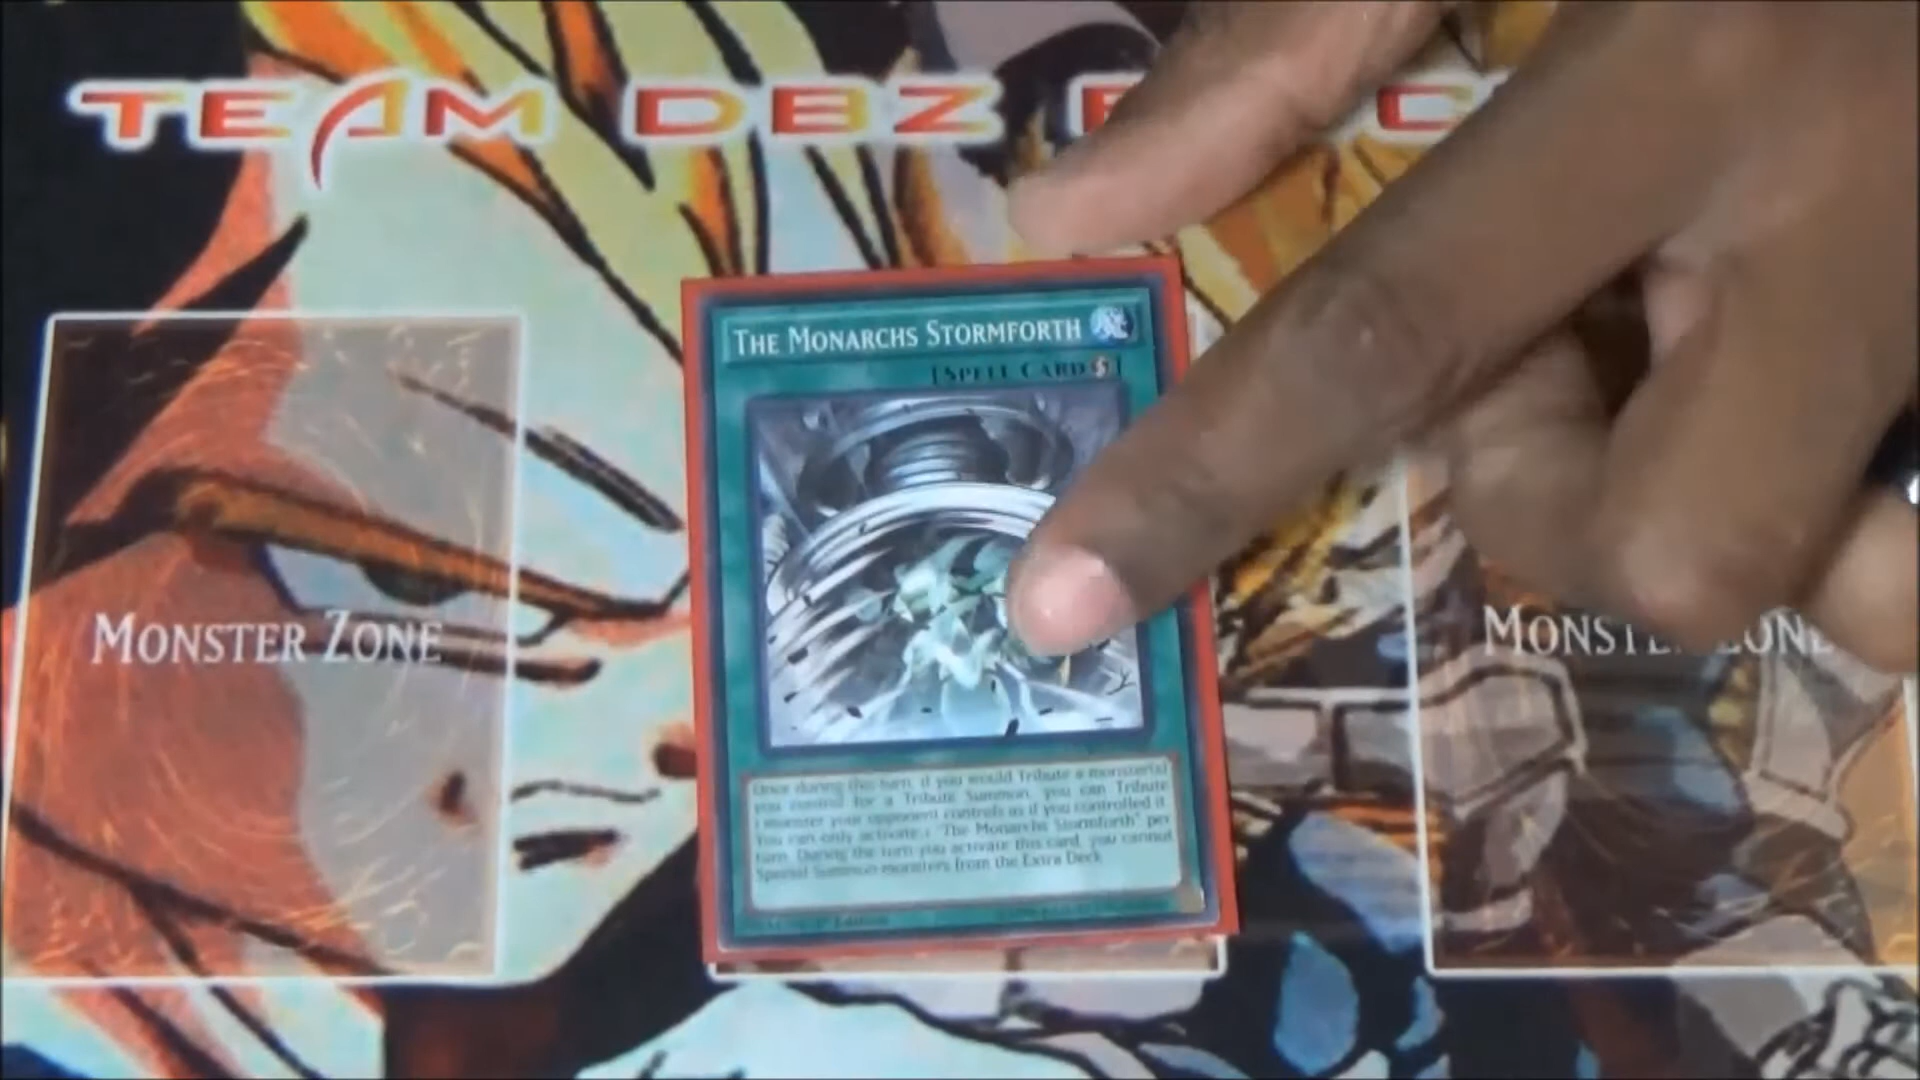 TEAM DBZ
THE MONARCHS STORMFORTH
[SPELL CARD ]
MONSTER ZONE
MONSTER ZONE
Once during this turn, if you would Tribute a monster(s)
you control for a Tribute Summon, you can Tribute
1 monster your opponent controls as if you controlled it.
You can only activate 1 "The Monarchs Stormforth" per
turn. During the turn you activate this card, you cannot
Special Summon monsters from the Extra Deck.
Edition